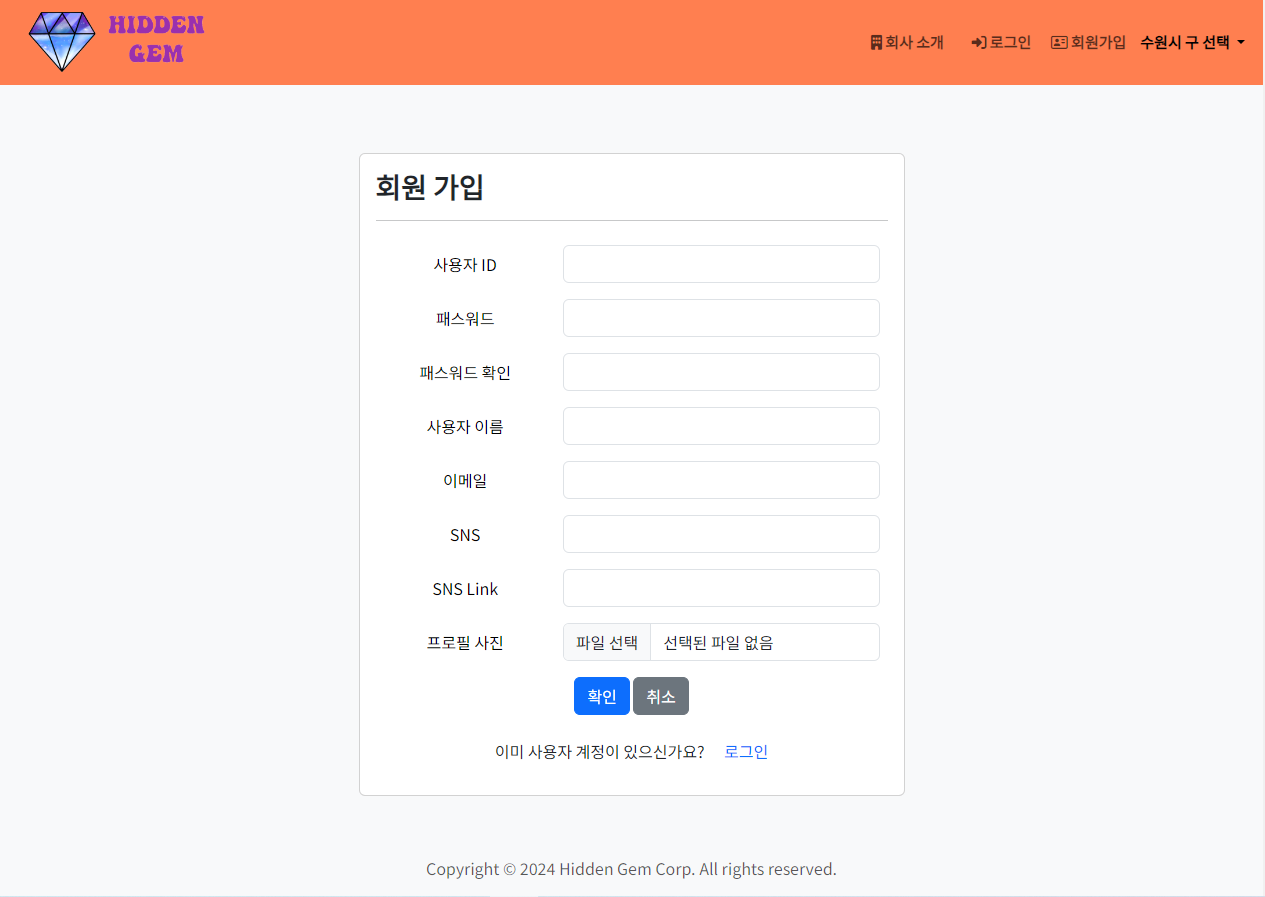 HIDDEN
GEM
회사 소개 로그인 회원가입 수원시 구 선택
회원 가입
사용자 ID
패스워드
패스워드 확인
사용자 이름
이메일
SNS
SNS Link
프로필 사진 파일 선택 선택된 파일 없음
확인 취소
이미 사용자 계정이 있으신가요? 로그인
Copyright © 2024 Hidden Gem Corp. All rights reserved.